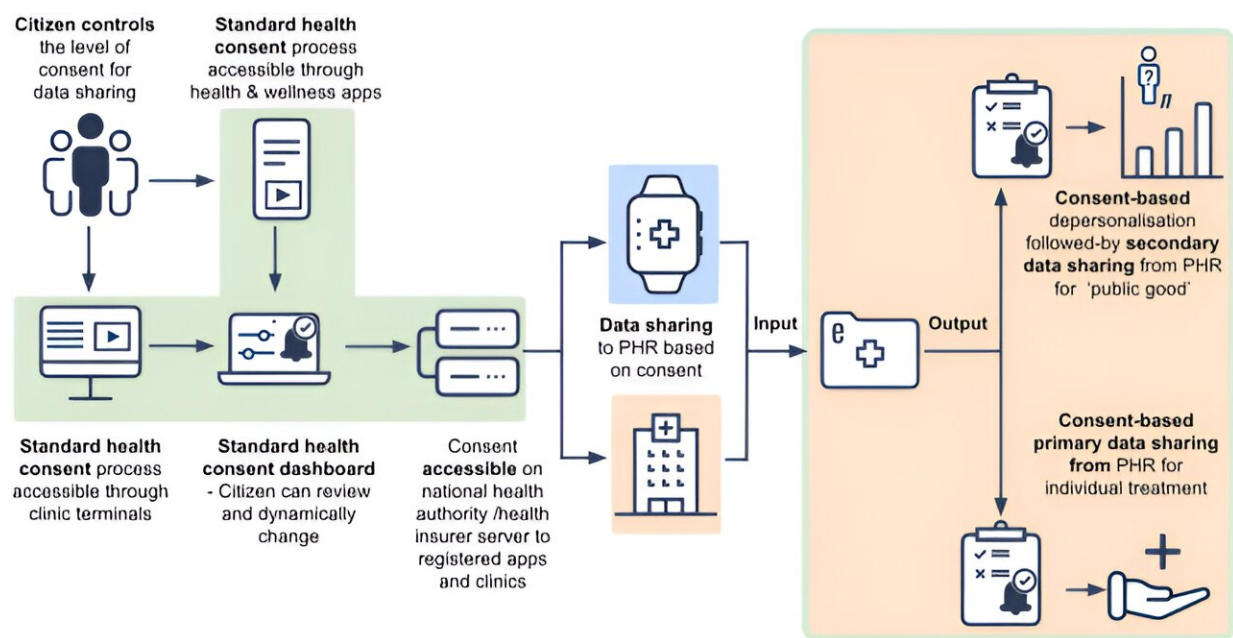 Citizen controls
the level of
consent for
data sharing
Standard health
consent process
accessible through
health & wellness apps
Standard health
consent process
accessible through
clinic terminals
Standard health
consent dashboard
- Citizen can review
and dynamically
change
Consent
accessible on
national health
authority /health
insurer server to
registered apps
and clinics
Data sharing
to PHR based
on consent
Input
e
Output
?
n
Consent-based
depersonalisation
followed-by secondary
data sharing from PHR
for 'public good'
Consent-based
primary data sharing
from PHR for
individual treatment